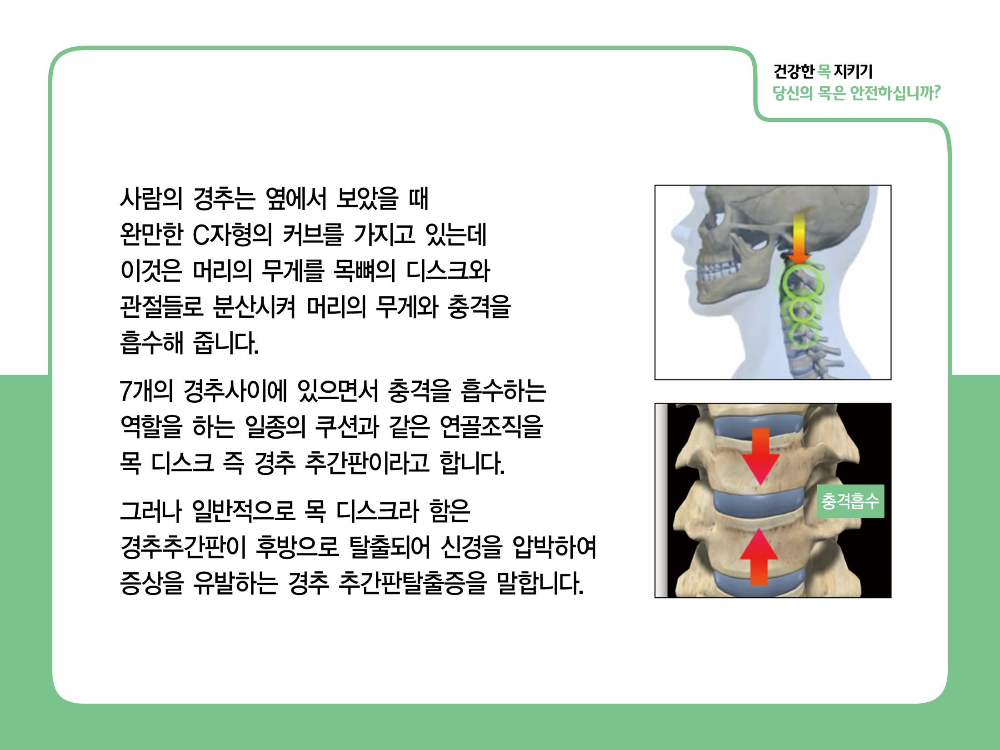 건강한 목 지키기
당신의 목은 안전하십니까?
사람의 경추는 옆에서 보았을 때
완만한 C자형의 커브를 가지고 있는데
이것은 머리의 무게를 목뼈의 디스크와
관절들로 분산시켜 머리의 무게와 충격을
흡수해 줍니다.
7개의 경추사이에 있으면서 충격을 흡수하는
역할을 하는 일종의 쿠션과 같은 연골조직을
목 디스크 즉 경추 추간판이라고 합니다.
그러나 일반적으로 목 디스크라 함은
경추추간판이 후방으로 탈출되어 신경을 압박하여
증상을 유발하는 경추 추간판탈출증을 말합니다.
충격흡수